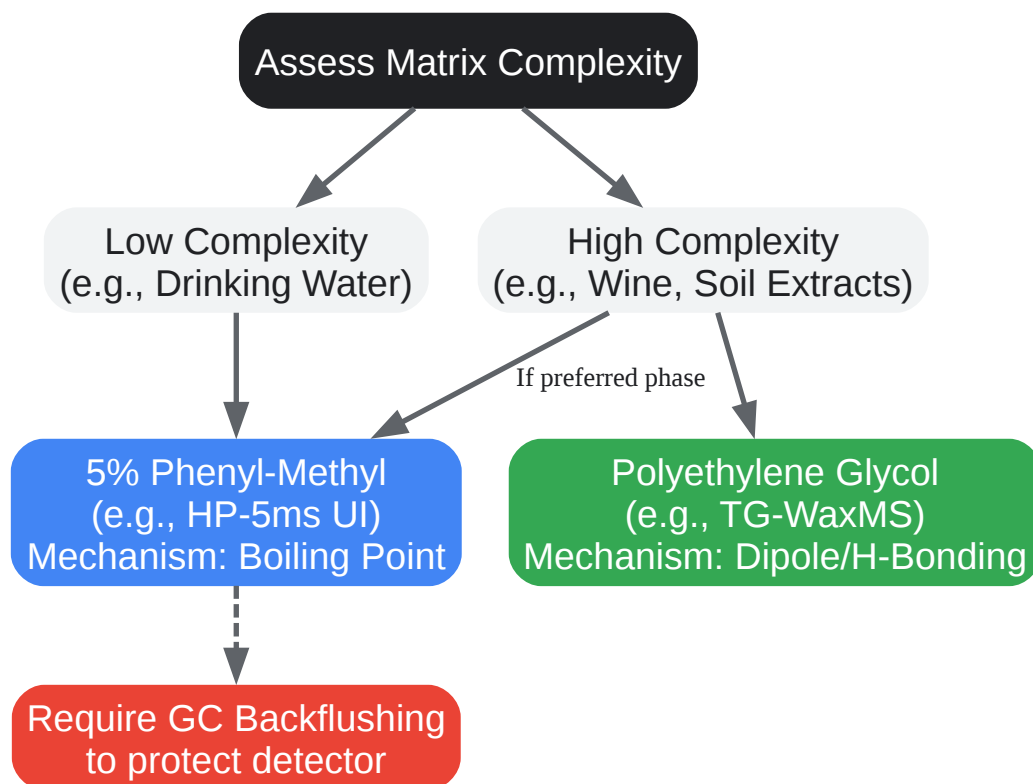 Assess Matrix Complexity
Low Complexity
(e.g., Drinking Water)
High Complexity
(e.g., Wine, Soil Extracts)
If preferred phase
5% Phenyl-Methyl
(e.g., HP-5ms UI)
Mechanism: Boiling Point
Polyethylene Glycol
(e.g., TG-WaxMS)
Mechanism: Dipole/H-Bonding
Require GC Backflushing
to protect detector